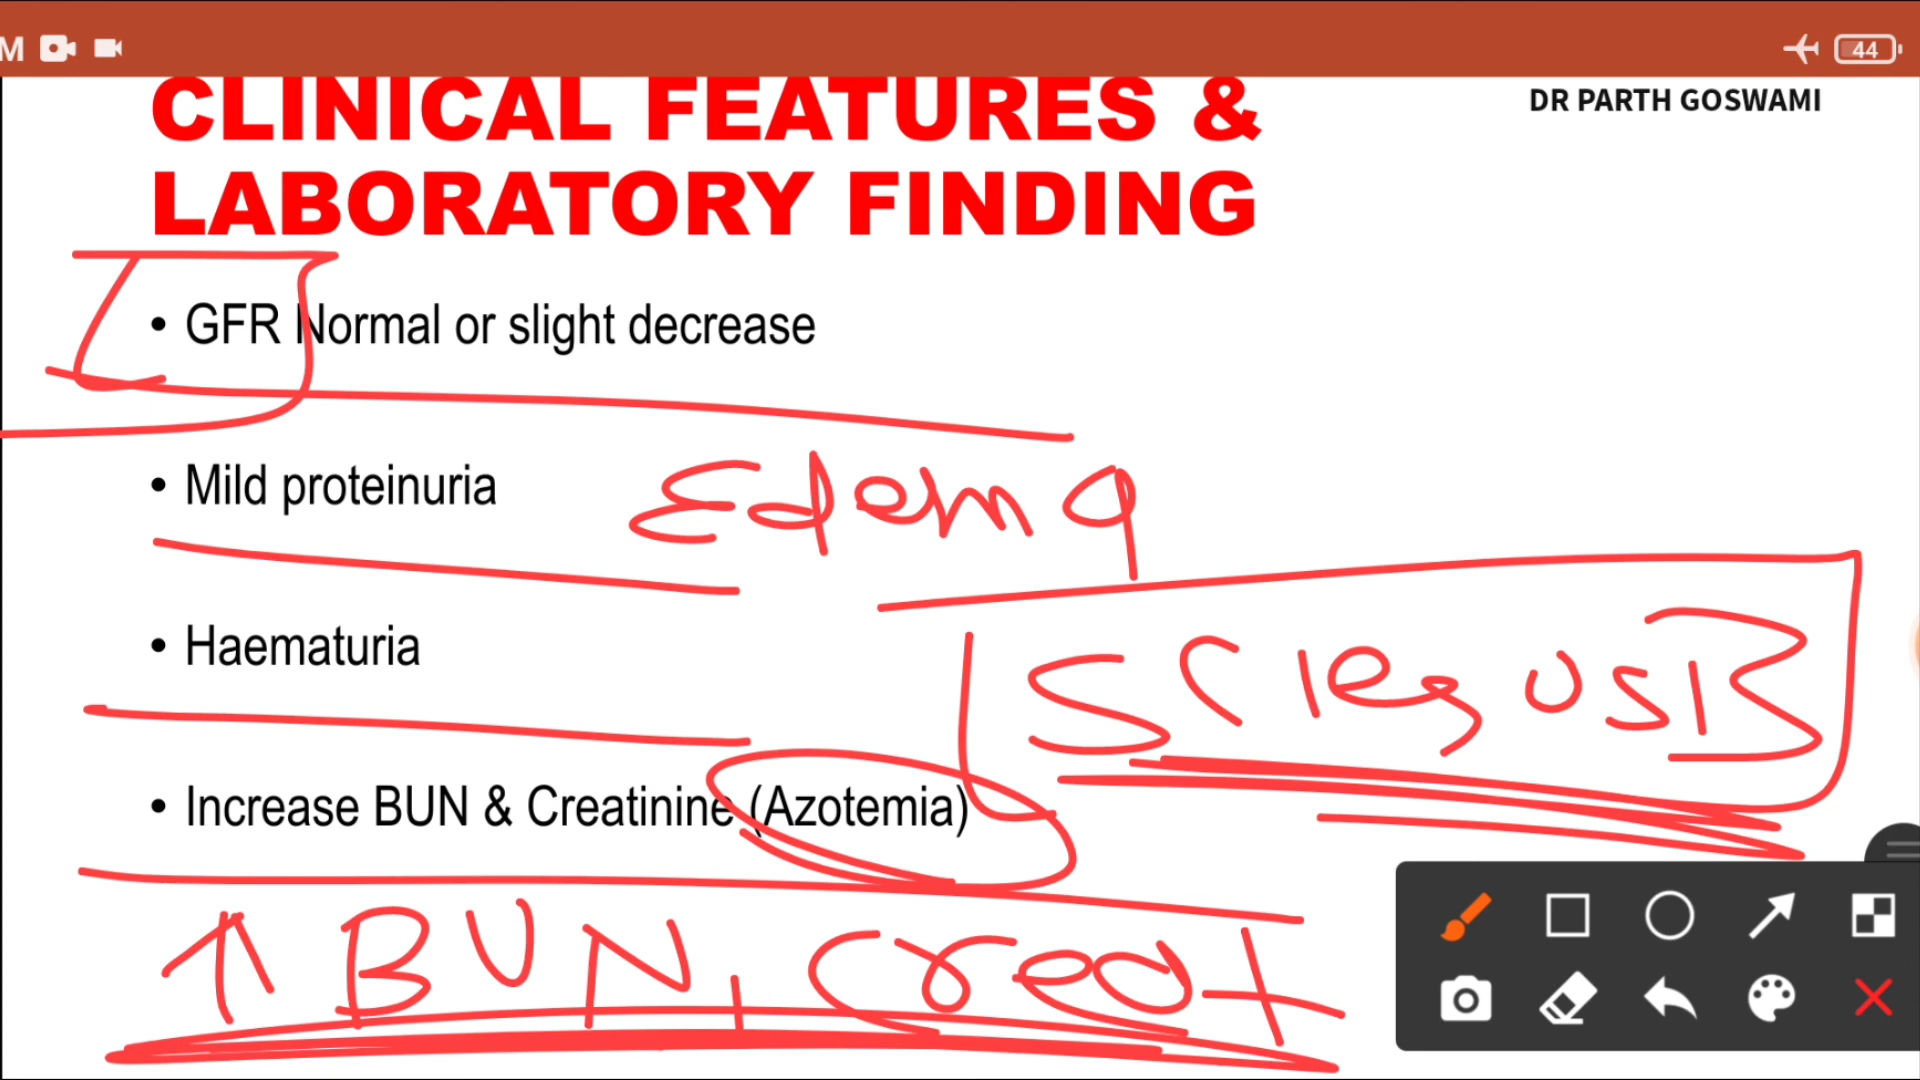 M
44
CLINICAL FEATURES &
DR PARTH GOSWAMI
LABORATORY FINDING
• GFR Normal or slight decrease
• Mild proteinuria
Edema
• Haematuria
• Increase BUN & Creatinine (Azotemia)
↑ BUN, Creat